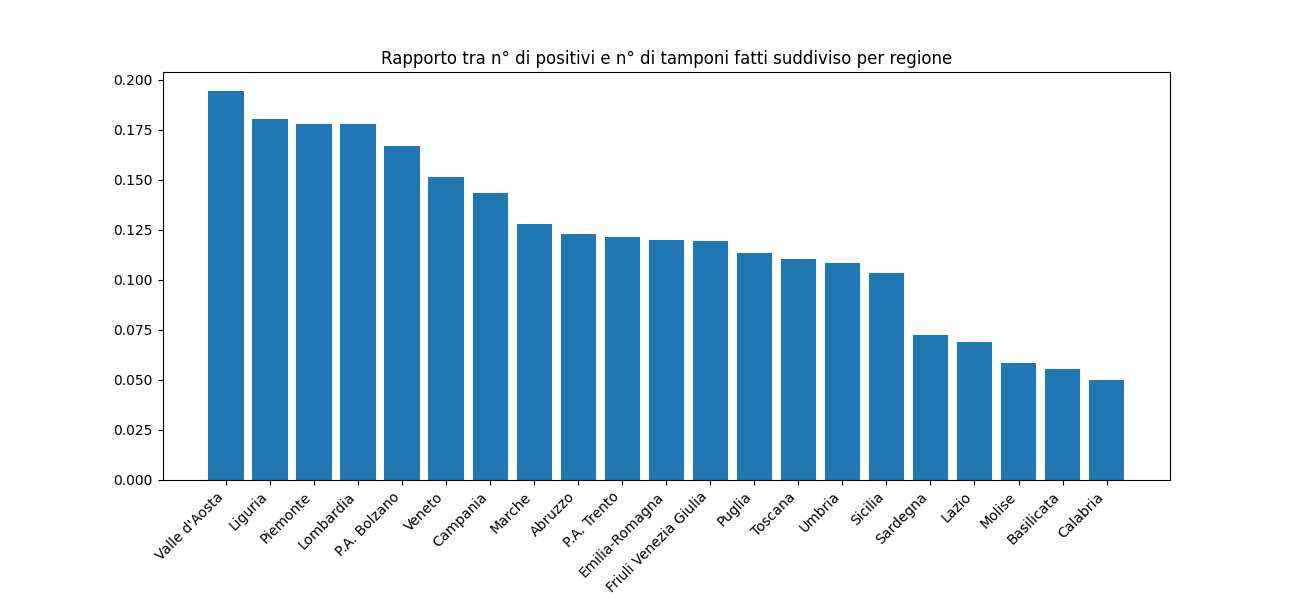 Rapporto tra n° di positivi e n° di tamponi fatti suddiviso per regione
0.200
0.175
0.150
0.125
0.100
0.075
0.050
0.025
0.000
Valle d'Aosta
Liguria
Piemonte
Lombardia
P.A. Bolzano
Veneto
Campania
Marche
Abruzzo
P.A. Trento
Emilia-Romagna
Friuli Venezia Giulia
Puglia
Toscana
Umbria
Sicilia
Sardegna
Lazio
Molise
Basilicata
Calabria